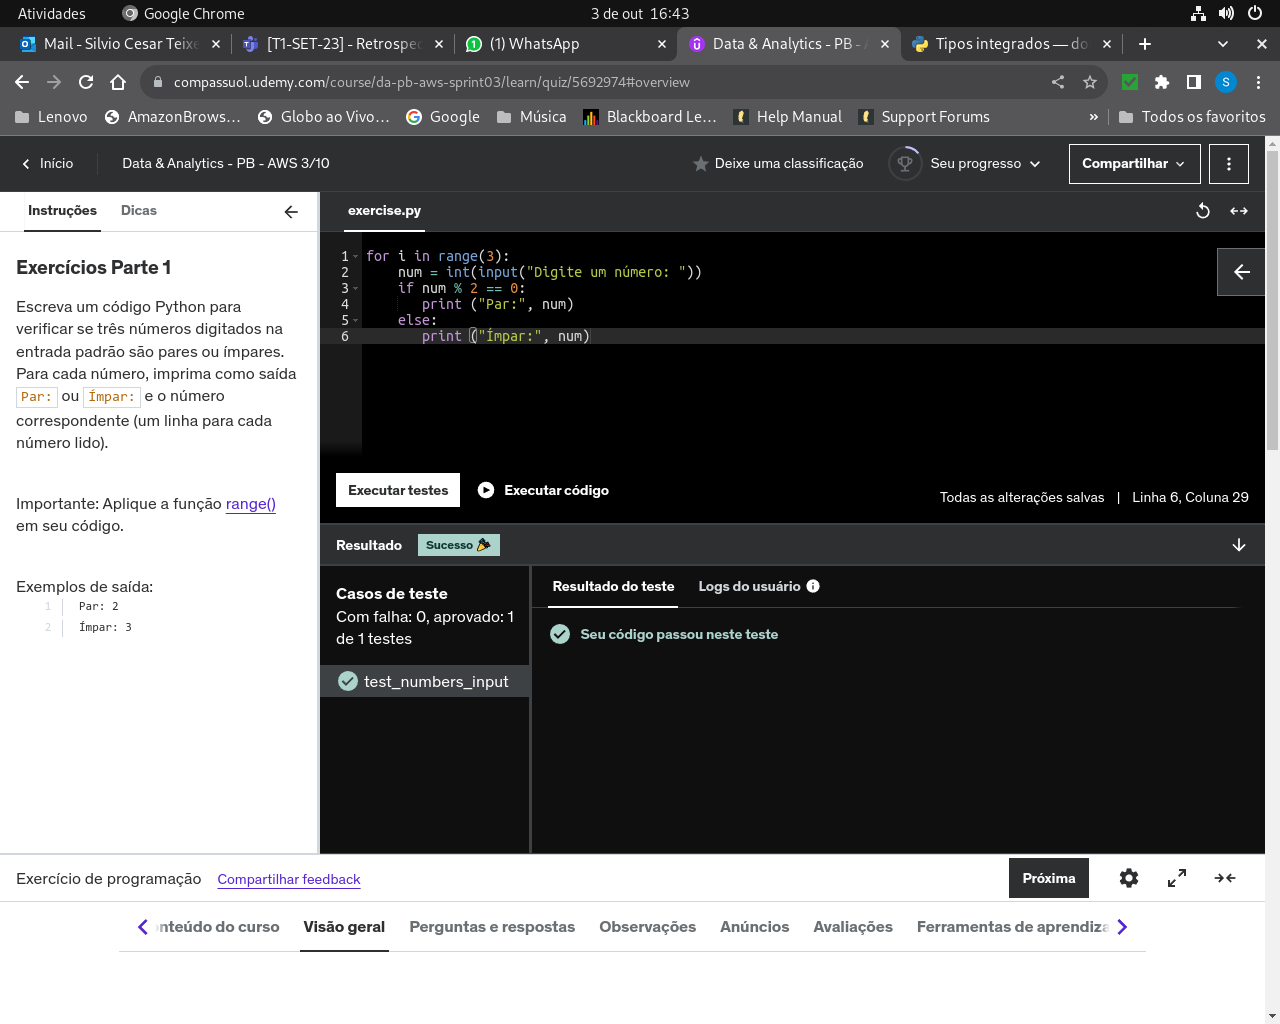 Atividades
Google Chrome
3 de out 16:43
Mail - Silvio Cesar Teixe
[T1-SET-23] - Retrospec
(1) WhatsApp
Data & Analytics - PB - A
Tipos integrados — do
compassuol.udemy.com/course/da-pb-aws-sprint03/learn/quiz/5692974#overview
S
Lenovo
AmazonBrows...
Globo ao Vivo...
Google
Música
Blackboard Le...
Help Manual
Support Forums
»
Todos os favoritos
Início
Data & Analytics - PB - AWS 3/10
Deixe uma classificação
Seu progresso
Compartilhar
Instruções
Dicas
Exercícios Parte 1
Escreva um código Python para
verificar se três números digitados na
entrada padrão são pares ou ímpares.
Para cada número, imprima como saída
Par: ou Ímpar: e o número
correspondente (um linha para cada
número lido).
Importante: Aplique a função range()
em seu código.
Exemplos de saída:
1 Par: 2
2 Ímpar: 3
exercise.py
1 for i in range(3):
2 num = int(input("Digite um número: "))
3 if num % 2 == 0:
4 print ("Par:", num)
5 else:
6 print ("Ímpar:", num)
Executar testes
Executar código
Todas as alterações salvas | Linha 6, Coluna 29
Resultado
Sucesso
Casos de teste
Com falha: 0, aprovado: 1
de 1 testes
test_numbers_input
Resultado do teste
Logs do usuário
Seu código passou neste teste
Exercício de programação
Compartilhar feedback
Próxima
nteúdo do curso
Visão geral
Perguntas e respostas
Observações
Anúncios
Avaliações
Ferramentas de aprendiza